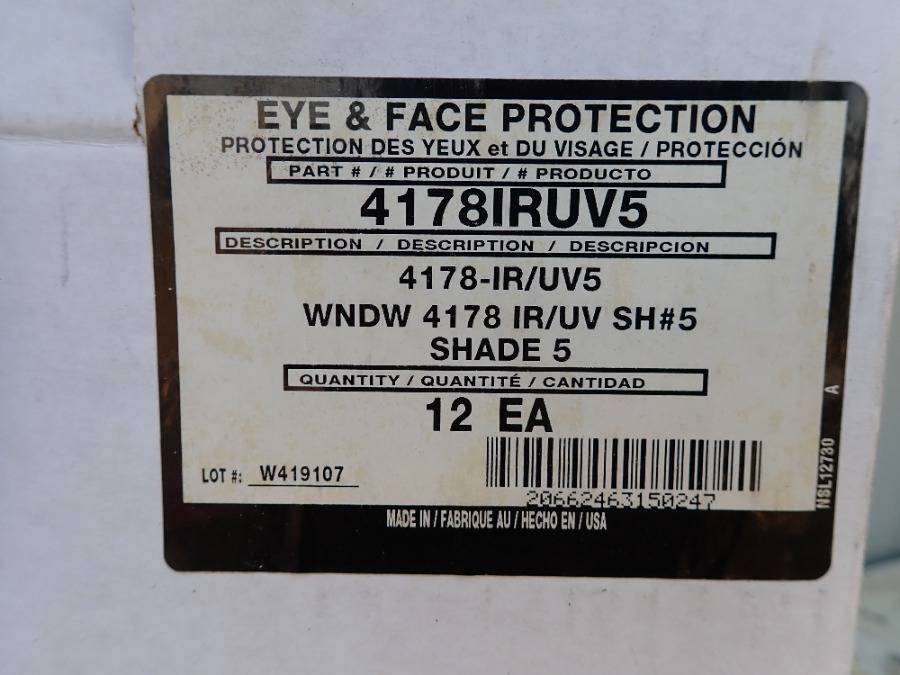 EYE & FACE PROTECTION
PROTECTION DES YEUX et DU VISAGE / PROTECCIÓN
PART # / # PRODUIT / # PRODUCTO
4178IRUV5
DESCRIPTION / DESCRIPTION / DESCRIPCION
4178-IR/UV5
WNDW 4178 IR/UV SH#5
SHADE 5
QUANTITY / QUANTITÉ / CANTIDAD
12 EA
LOT #: W419107
20662463150247
MADE IN / FABRIQUE AU / HECHO EN / USA
NSL12730 A